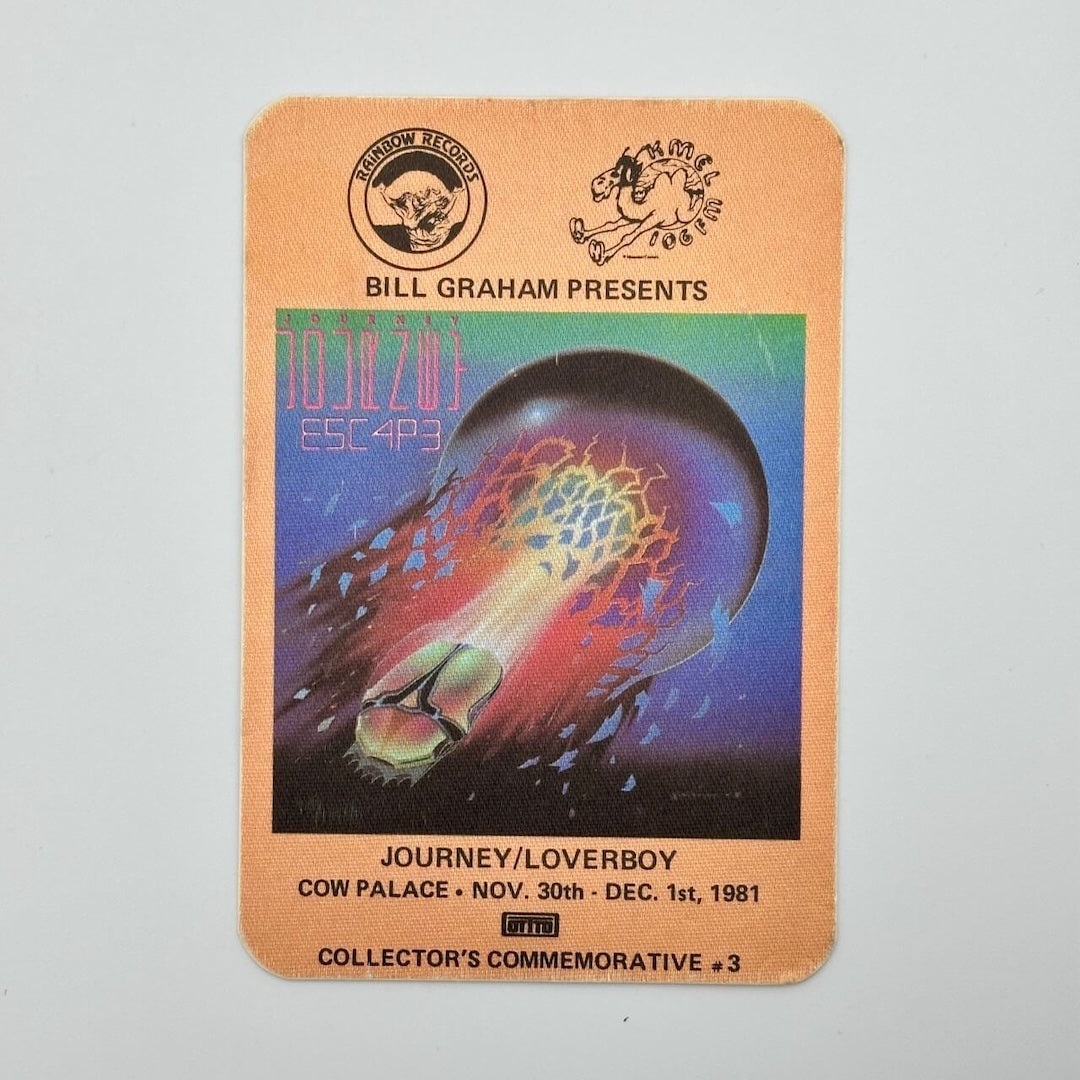 RAINBOW RECORDS
KMEL
106 FM
BILL GRAHAM PRESENTS
JOURNEY
ESC4P3
JOURNEY/LOVERBOY
COW PALACE • NOV. 30th - DEC. 1st, 1981
OTTO
COLLECTOR'S COMMEMORATIVE #3